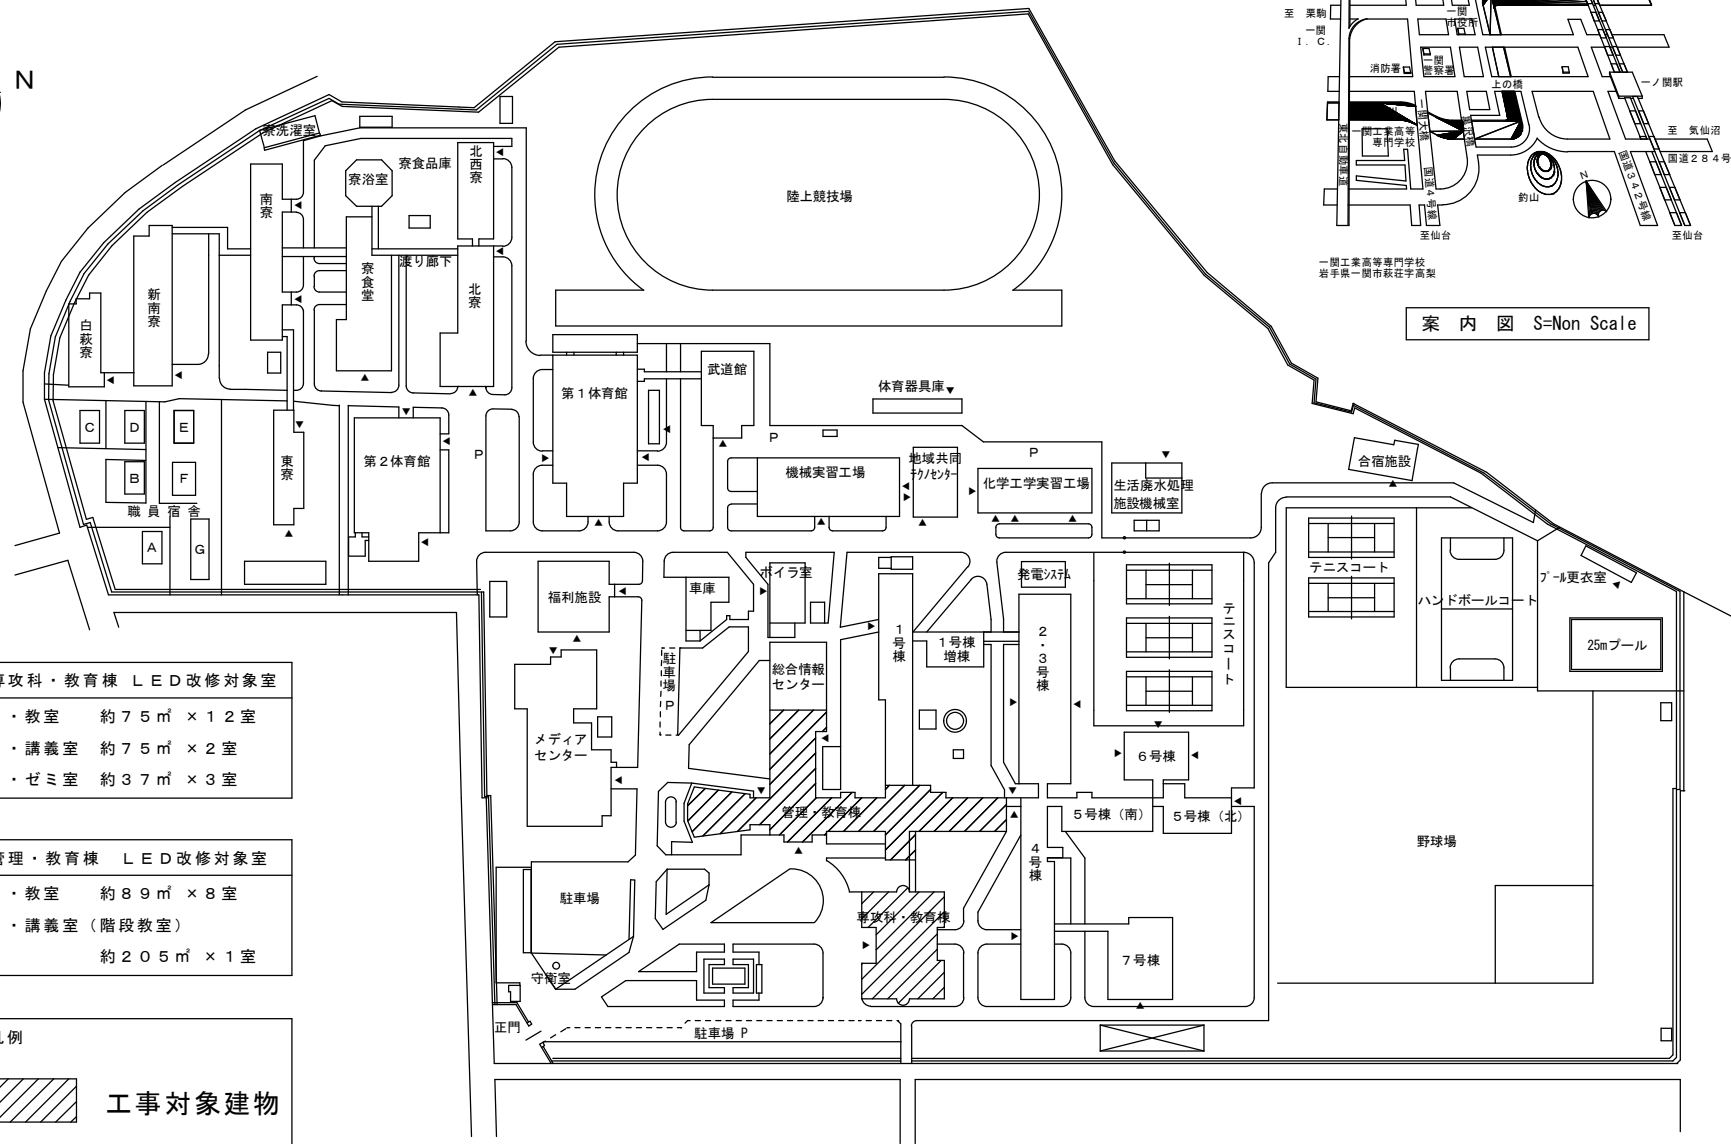 N
至 栗駒
一関
I.C.
一関
市役所
消防署
一関
警察署
上の橋
一ノ関駅
一関大橋
一関工業高等
専門学校
東北自動車道
国道4号線
至 気仙沼
国道284号
国道342号線
釣山
N
至仙台
至仙台
一関工業高等専門学校
岩手県一関市萩荘字高梨
案 内 図 S=Non Scale
寮洗濯室
寮浴室
寮食品庫
北西寮
南寮
寮食堂
渡り廊下
北寮
新南寮
白萩寮
陸上競技場
第1体育館
武道館
体育器具庫
P
C
D
E
B
F
職員宿舎
A
G
東寮
第2体育館
P
機械実習工場
地域共同
テクノセンター
P
化学工学実習工場
生活廃水処理
施設機械室
合宿施設
テニスコート
ハンドボールコート
プール更衣室
25mプール
福利施設
車庫
ボイラ室
1号棟
1号棟
増棟
発電システム
2・3号棟
テニスコート
駐車場P
総合情報
センター
メディア
センター
6号棟
管理・教育棟
5号棟(南)
5号棟(北)
4号棟
野球場
駐車場
専攻科・教育棟
7号棟
守衛室
正門
駐車場 P
専攻科・教育棟 LED改修対象室
・教室 約75㎡×12室
・講義室 約75㎡×2室
・ゼミ室 約37㎡×3室
管理・教育棟 LED改修対象室
・教室 約89㎡×8室
・講義室(階段教室)
約205㎡×1室
凡例
工事対象建物